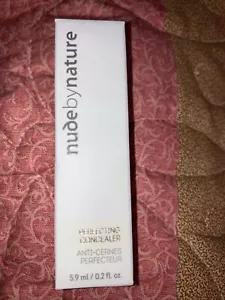 nudebynature
PERFECTING
CONCEALER
ANTI-CERNES
PERFECTEUR
5.9 ml / 0.2 fl. oz.